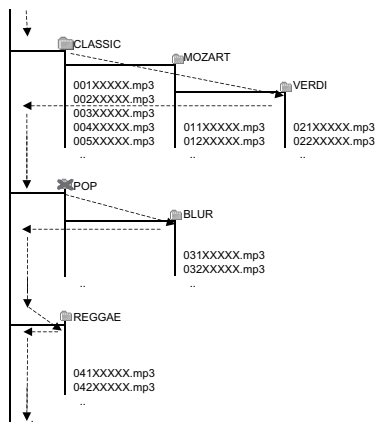 CLASSIC
MOZART
VERDI
001XXXXX.mp3
002XXXXX.mp3
003XXXXX.mp3
004XXXXX.mp3 011XXXXX.mp3 021XXXXX.mp3
005XXXXX.mp3 012XXXXX.mp3 022XXXXX.mp3
.. .. ..
POP
BLUR
031XXXXX.mp3
032XXXXX.mp3
.. ..
REGGAE
041XXXXX.mp3
042XXXXX.mp3
..